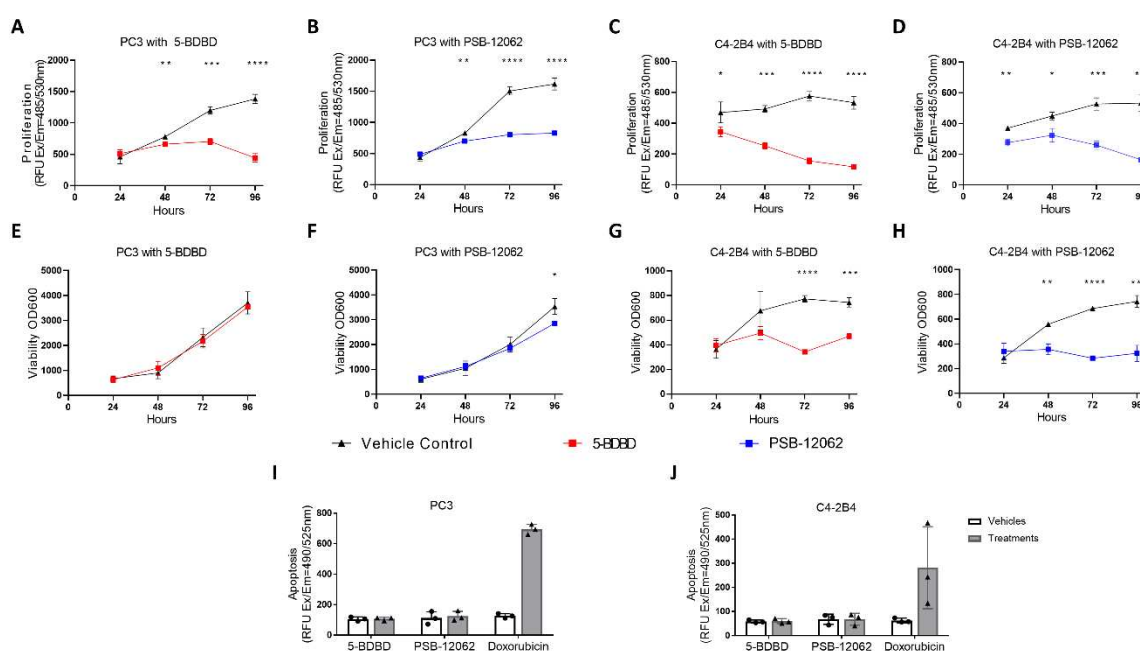 A
PC3 with 5-BDBD
Proliferation
(RFU Ex/Em=485/530nm)
2000
1500
1000
500
0
** *** ****
0 24 48 72 96
Hours
B
PC3 with PSB-12062
Proliferation
(RFU Ex/Em=485/530nm)
2000
1500
1000
500
0
** **** ****
0 24 48 72 96
Hours
C
C4-2B4 with 5-BDBD
Proliferation
(RFU Ex/Em=485/530nm)
800
600
400
200
0
* *** **** ****
0 24 48 72 96
Hours
D
C4-2B4 with PSB-12062
Proliferation
(RFU Ex/Em=485/530nm)
800
600
400
200
0
** * *** ****
0 24 48 72 96
Hours
E
PC3 with 5-BDBD
Viability OD600
5000
4000
3000
2000
1000
0
0 24 48 72 96
Hours
F
PC3 with PSB-12062
Viability OD600
5000
4000
3000
2000
1000
0
*
0 24 48 72 96
Hours
G
C4-2B4 with 5-BDBD
Viability OD600
1000
800
600
400
200
0
**** ***
0 24 48 72 96
Hours
H
C4-2B4 with PSB-12062
Viability OD600
1000
800
600
400
200
0
** **** **
0 24 48 72 96
Hours
Vehicle Control 5-BDBD PSB-12062
I
PC3
Apoptosis
(RFU Ex/Em=490/525nm)
800
600
400
200
0
5-BDBD PSB-12062 Doxorubicin
J
C4-2B4
Apoptosis
(RFU Ex/Em=490/525nm)
500
400
300
200
100
0
5-BDBD PSB-12062 Doxorubicin
Vehicles
Treatments